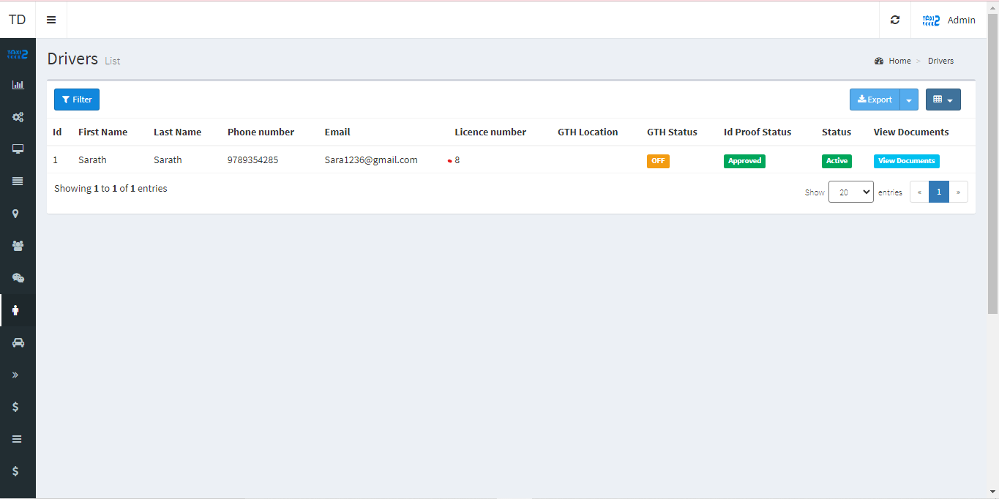 TD
TAXI2 Admin
TAXI2
Drivers List
Home > Drivers
Filter
Export
Id First Name Last Name Phone number Email Licence number GTH Location GTH Status Id Proof Status Status View Documents
1 Sarath Sarath 9789354285 Sara1236@gmail.com 8 OFF Approved Active View Documents
Showing 1 to 1 of 1 entries
Show 20 entries « 1 »